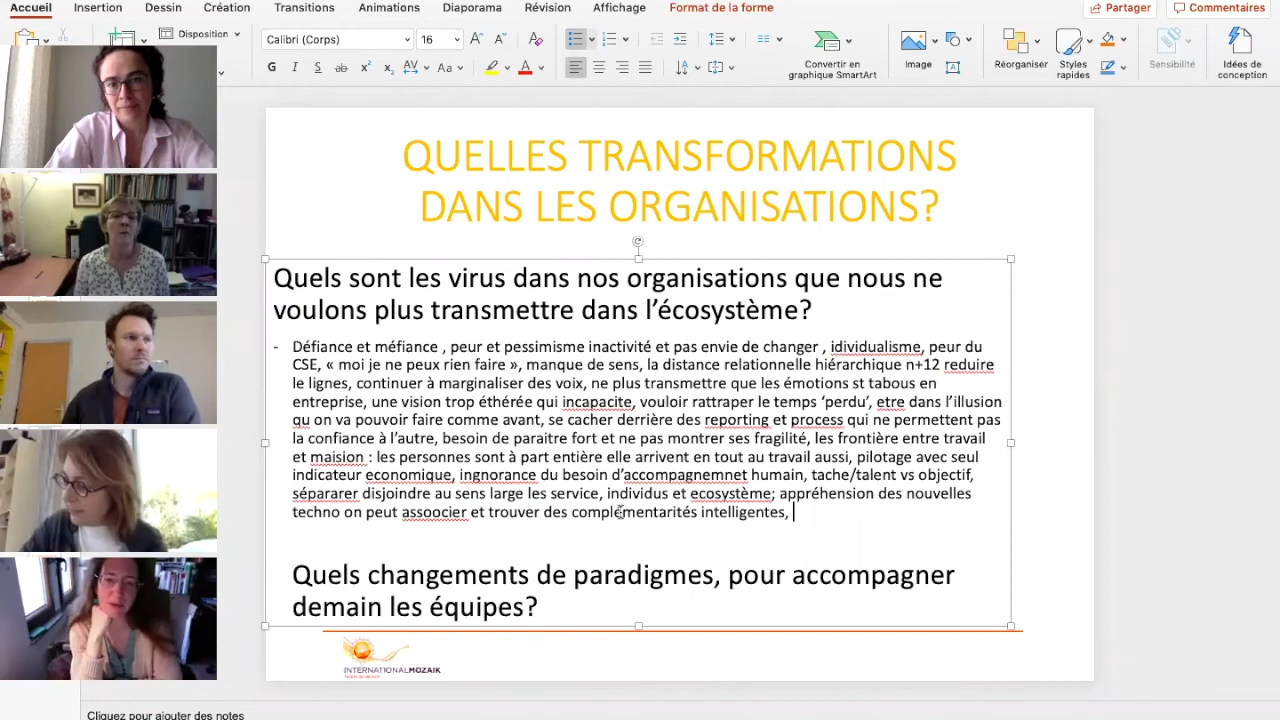 Accueil Insertion Dessin Création Transitions Animations Diaporama Révision Affichage Format de la forme Partager Commentaires
Disposition Calibri (Corps) 16
G I S ab x² x₂ AV Aa A
Convertir en
graphique SmartArt
Image
Réorganiser
Styles
rapides
Sensibilité
Idées de
conception
QUELLES TRANSFORMATIONS
DANS LES ORGANISATIONS?
Quels sont les virus dans nos organisations que nous ne
voulons plus transmettre dans l’écosystème?
- Défiance et méfiance , peur et pessimisme inactivité et pas envie de changer , idividualisme, peur du
CSE, « moi je ne peux rien faire », manque de sens, la distance relationnelle hiérarchique n+12 reduire
le lignes, continuer à marginaliser des voix, ne plus transmettre que les émotions st tabous en
entreprise, une vision trop éthérée qui incapacite, vouloir rattraper le temps ‘perdu’, etre dans l’illusion
qu on va pouvoir faire comme avant, se cacher derrière des reporting et process qui ne permettent pas
la confiance à l’autre, besoin de paraitre fort et ne pas montrer ses fragilité, les frontière entre travail
et maision : les personnes sont à part entière elle arrivent en tout au travail aussi, pilotage avec seul
indicateur economique, ingnorance du besoin d’accompagnemnet humain, tache/talent vs objectif,
sépararer disjoindre au sens large les service, individus et ecosystème; appréhension des nouvelles
techno on peut assoocier et trouver des complémentarités intelligentes,
Quels changements de paradigmes, pour accompagner
demain les équipes?
INTERNATIONALMOZAIK
Cliquez pour ajouter des notes